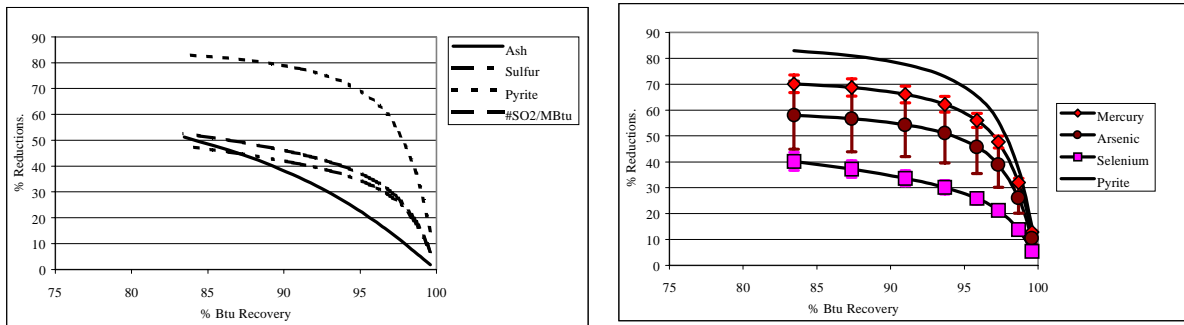 90
80
70
60
50
40
30
20
10
0
% Reductions.
75 80 85 90 95 100
% Btu Recovery
Ash
Sulfur
Pyrite
#SO2/MBtu
90
80
70
60
50
40
30
20
10
0
% Reductions.
75 80 85 90 95 100
% Btu Recovery
Mercury
Arsenic
Selenium
Pyrite